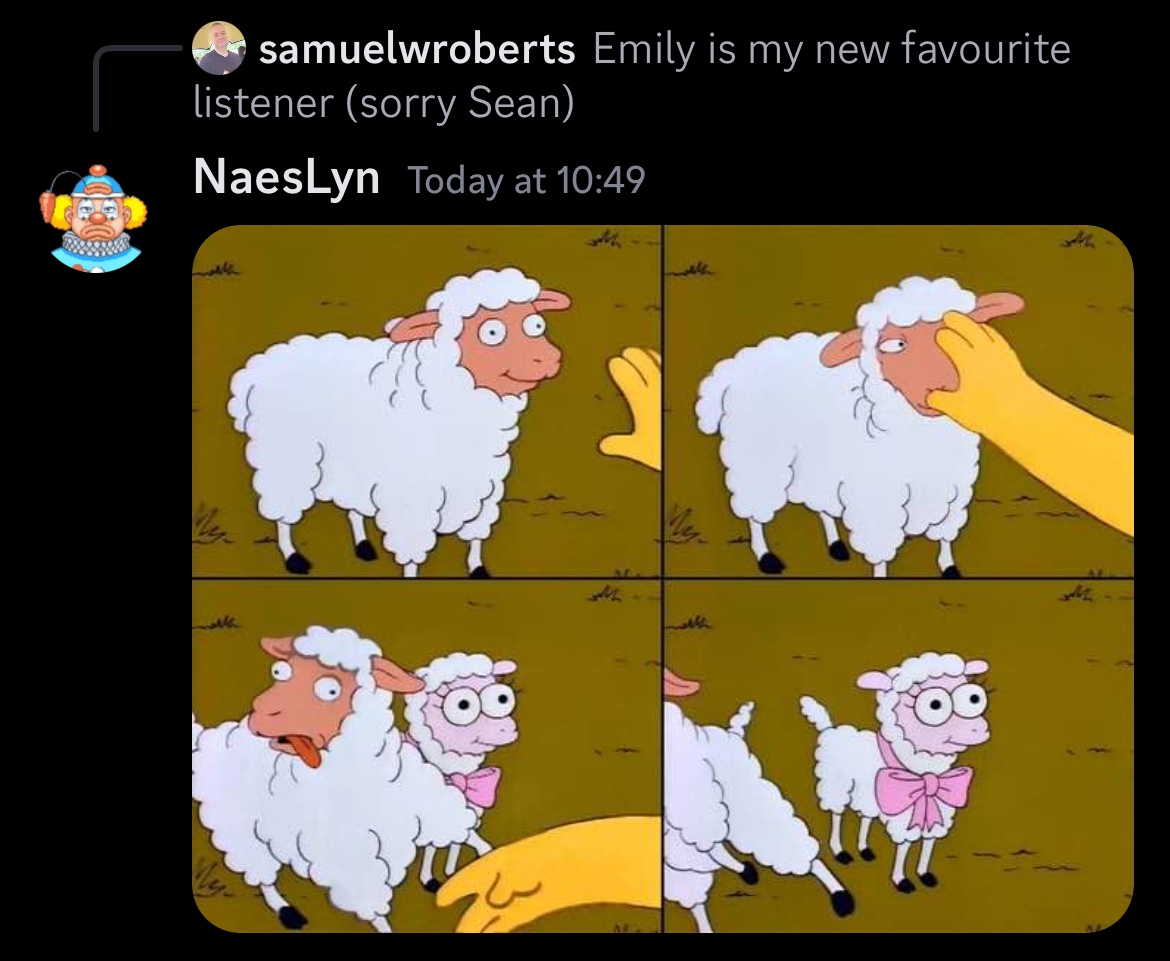 samuelwroberts Emily is my new favourite
listener (sorry Sean)
NaesLyn Today at 10:49